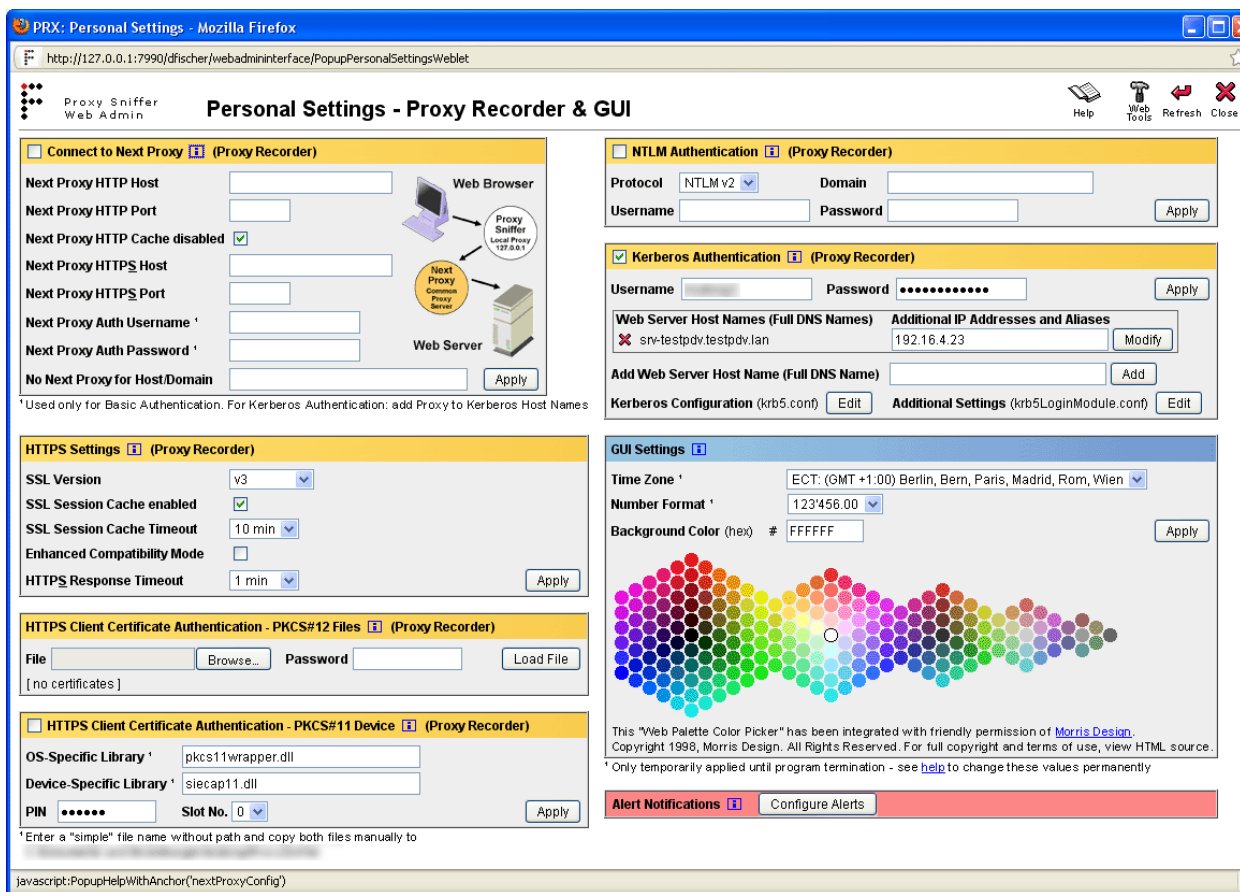 PRX: Personal Settings - Mozilla Firefox
http://127.0.0.1:7990/dfischer/webadmininterface/PopupPersonalSettingsWeblet
Proxy Sniffer
Web Admin
Personal Settings - Proxy Recorder & GUI
Help
Web Tools
Refresh
Close
Connect to Next Proxy i (Proxy Recorder)
Next Proxy HTTP Host
Next Proxy HTTP Port
Next Proxy HTTP Cache disabled
Next Proxy HTTPS Host
Next Proxy HTTPS Port
Next Proxy Auth Username ¹
Next Proxy Auth Password ¹
No Next Proxy for Host/Domain
Apply
Web Browser
Proxy
Sniffer
Local Proxy
127.0.0.1
Next
Proxy
Common
Proxy
Server
Web Server
¹ Used only for Basic Authentication. For Kerberos Authentication: add Proxy to Kerberos Host Names
HTTPS Settings i (Proxy Recorder)
SSL Version v3
SSL Session Cache enabled
SSL Session Cache Timeout 10 min
Enhanced Compatibility Mode
HTTPS Response Timeout 1 min Apply
HTTPS Client Certificate Authentication - PKCS#12 Files i (Proxy Recorder)
File Browse... Password Load File
[ no certificates ]
HTTPS Client Certificate Authentication - PKCS#11 Device i (Proxy Recorder)
OS-Specific Library ¹ pkcs11wrapper.dll
Device-Specific Library ¹ siecap11.dll
PIN ●●●●●● Slot No. 0 Apply
¹ Enter a "simple" file name without path and copy both files manually to
NTLM Authentication i (Proxy Recorder)
Protocol NTLM v2 Domain
Username Password Apply
Kerberos Authentication i (Proxy Recorder)
Username Password ●●●●●●●●●●●● Apply
Web Server Host Names (Full DNS Names) Additional IP Addresses and Aliases
srv-testpdv.testpdv.lan 192.16.4.23 Modify
Add Web Server Host Name (Full DNS Name) Add
Kerberos Configuration (krb5.conf) Edit Additional Settings (krb5LoginModule.conf) Edit
GUI Settings i
Time Zone ¹ ECT: (GMT +1:00) Berlin, Bern, Paris, Madrid, Rom, Wien
Number Format ¹ 123'456.00
Background Color (hex) # FFFFFF Apply
This "Web Palette Color Picker" has been integrated with friendly permission of Morris Design.
Copyright 1998, Morris Design. All Rights Reserved. For full copyright and terms of use, view HTML source.
¹ Only temporarily applied until program termination - see help to change these values permanently
Alert Notifications i Configure Alerts
javascript:PopupHelpWithAnchor('nextProxyConfig')